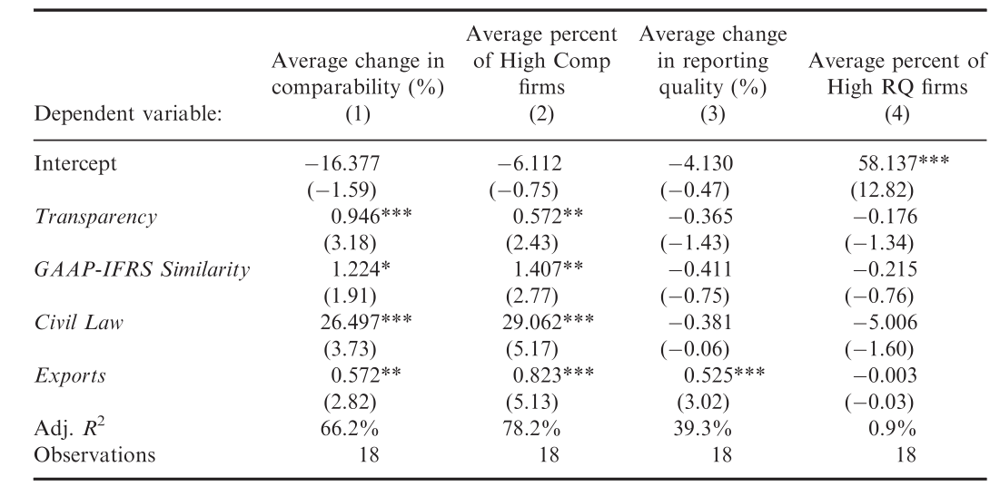 Average percent Average change
Average change in of High Comp in reporting Average percent of
comparability (%) firms quality (%) High RQ firms
Dependent variable: (1) (2) (3) (4)
Intercept −16.377 −6.112 −4.130 58.137***
(−1.59) (−0.75) (−0.47) (12.82)
Transparency 0.946*** 0.572** −0.365 −0.176
(3.18) (2.43) (−1.43) (−1.34)
GAAP-IFRS Similarity 1.224* 1.407** −0.411 −0.215
(1.91) (2.77) (−0.75) (−0.76)
Civil Law 26.497*** 29.062*** −0.381 −5.006
(3.73) (5.17) (−0.06) (−1.60)
Exports 0.572** 0.823*** 0.525*** −0.003
(2.82) (5.13) (3.02) (−0.03)
Adj. R² 66.2% 78.2% 39.3% 0.9%
Observations 18 18 18 18